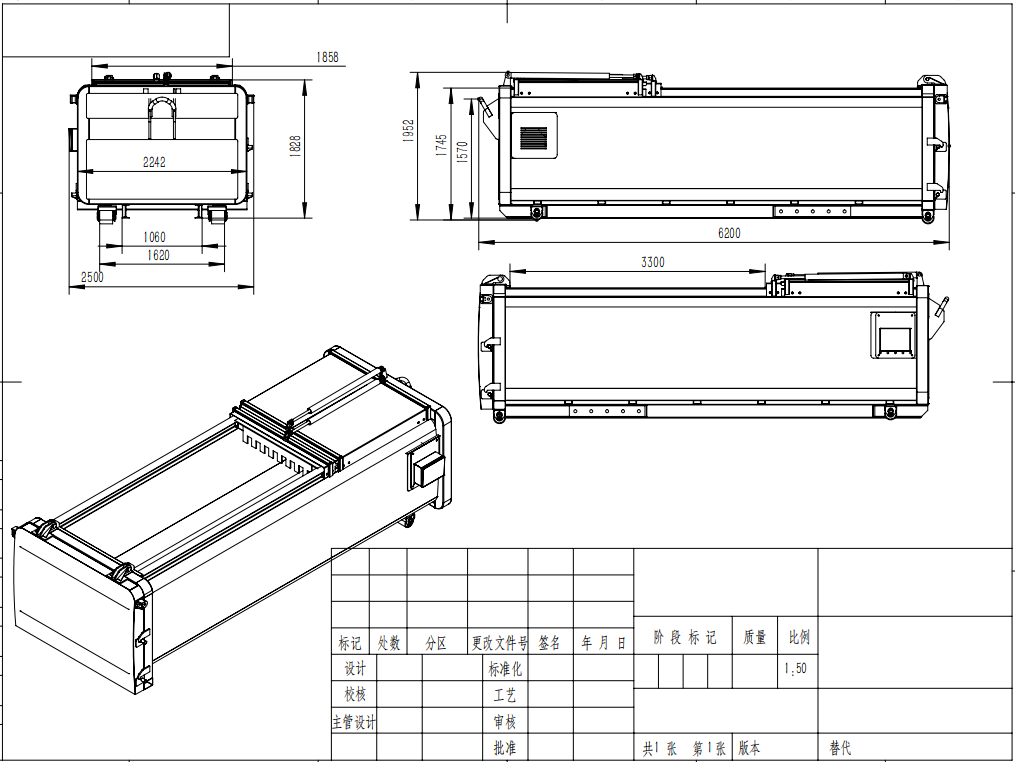 1858
1828
2242
1060
1620
2500
1952
1745
1570
6200
3300
标记 处数 分区 更改文件号 签名 年 月 日
阶 段 标 记 质量 比例
设计 标准化
1:50
校核 工艺
主管设计 审核
批准
共1 张 第1张 版本 替代